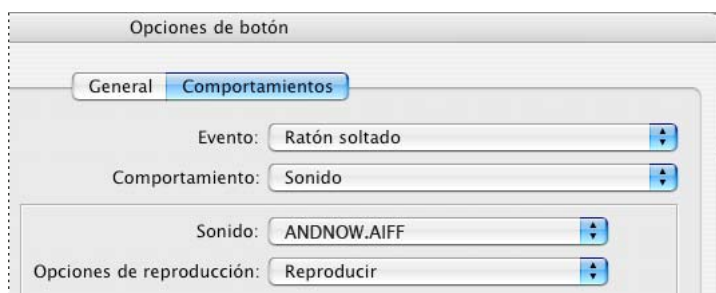 Opciones de botón
General Comportamientos
Evento: Ratón soltado
Comportamiento: Sonido
Sonido: ANDNOW.AIFF
Opciones de reproducción: Reproducir